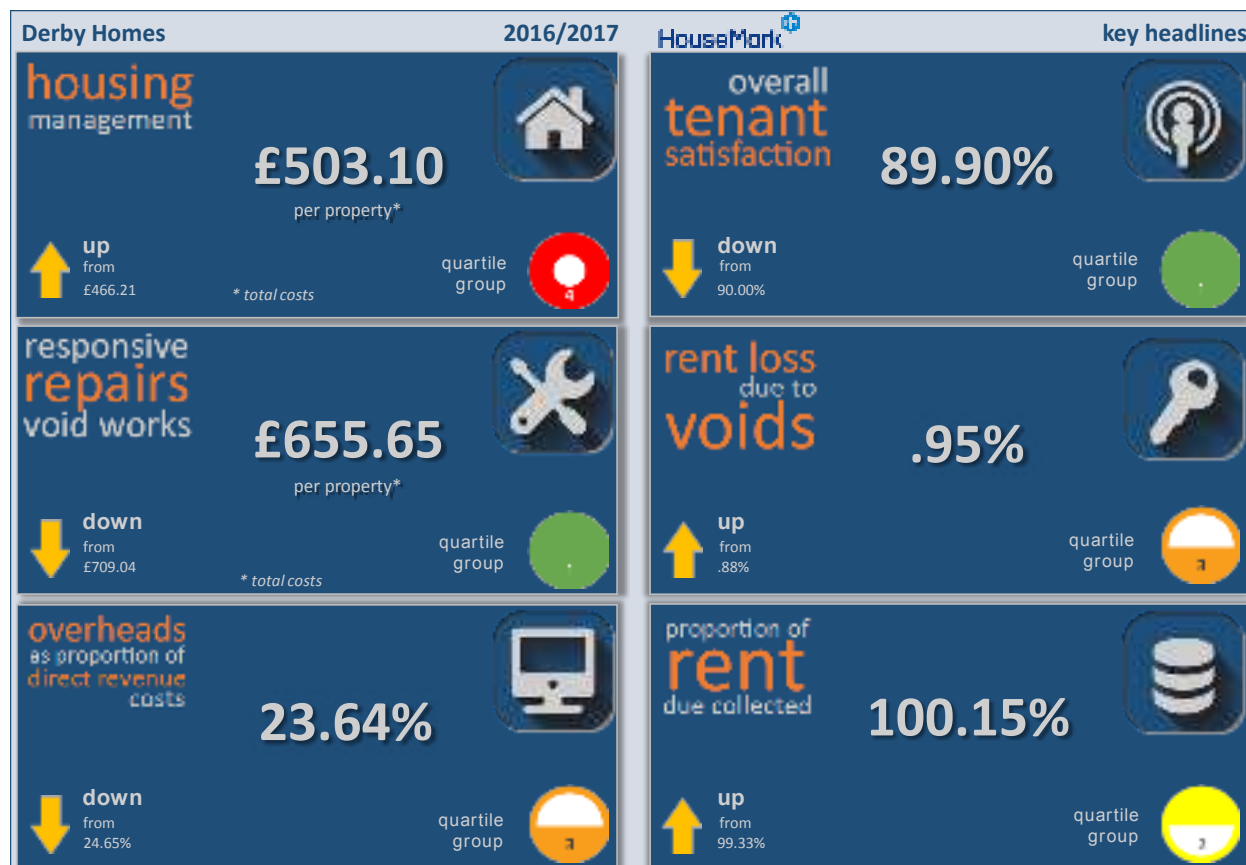 Derby Homes
2016/2017
HouseMark
key headlines
housing
management
£503.10
per property*
up
from
£466.21
* total costs
quartile
group
4
overall
tenant
satisfaction
89.90%
down
from
90.00%
quartile
group
responsive
repairs
void works
£655.65
per property*
down
from
£709.04
* total costs
quartile
group
rent loss
due to
voids
.95%
up
from
.88%
quartile
group
3
overheads
as proportion of
direct revenue
costs
23.64%
down
from
24.65%
quartile
group
3
proportion of
rent
due collected
100.15%
up
from
99.33%
quartile
group
2